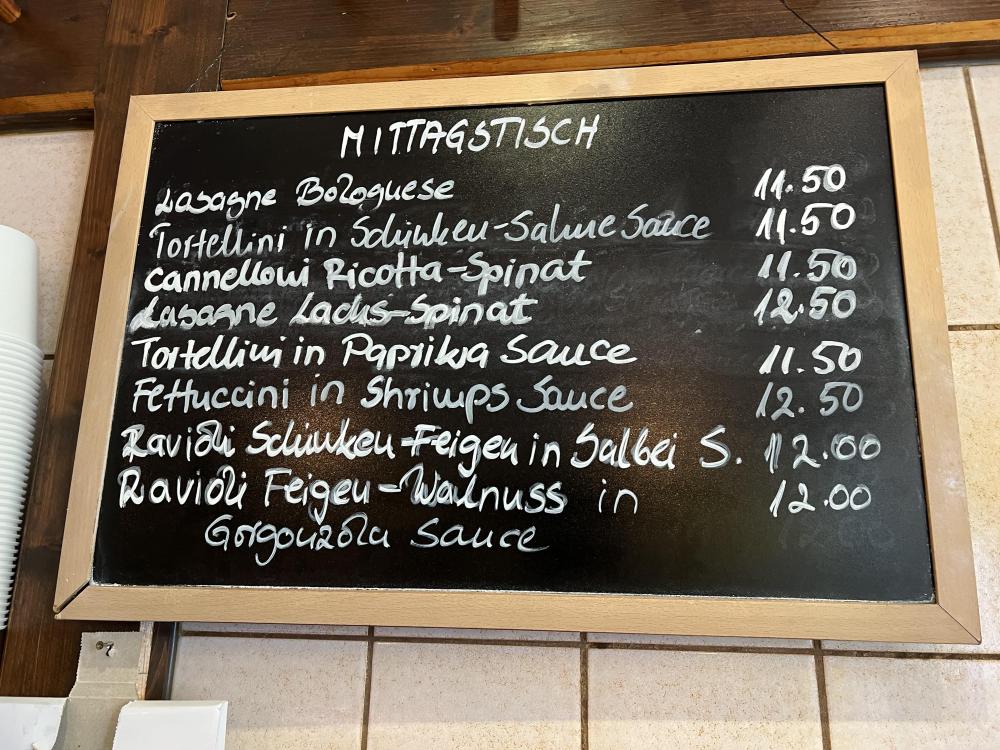 MITTAGSTISCH
Lasagne Bolognese 11.50
Tortellini in Schinken-Sahne Sauce 11.50
Cannelloni Ricotta-Spinat 11.50
Lasagne Lachs-Spinat 12.50
Tortellini in Paprika Sauce 11.50
Fettuccini in Shrimps Sauce 12.50
Ravioli Schinken-Feigen in Salbei S. 12.00
Ravioli Feigen-Walnuss in 12.00
Gorgonzola Sauce